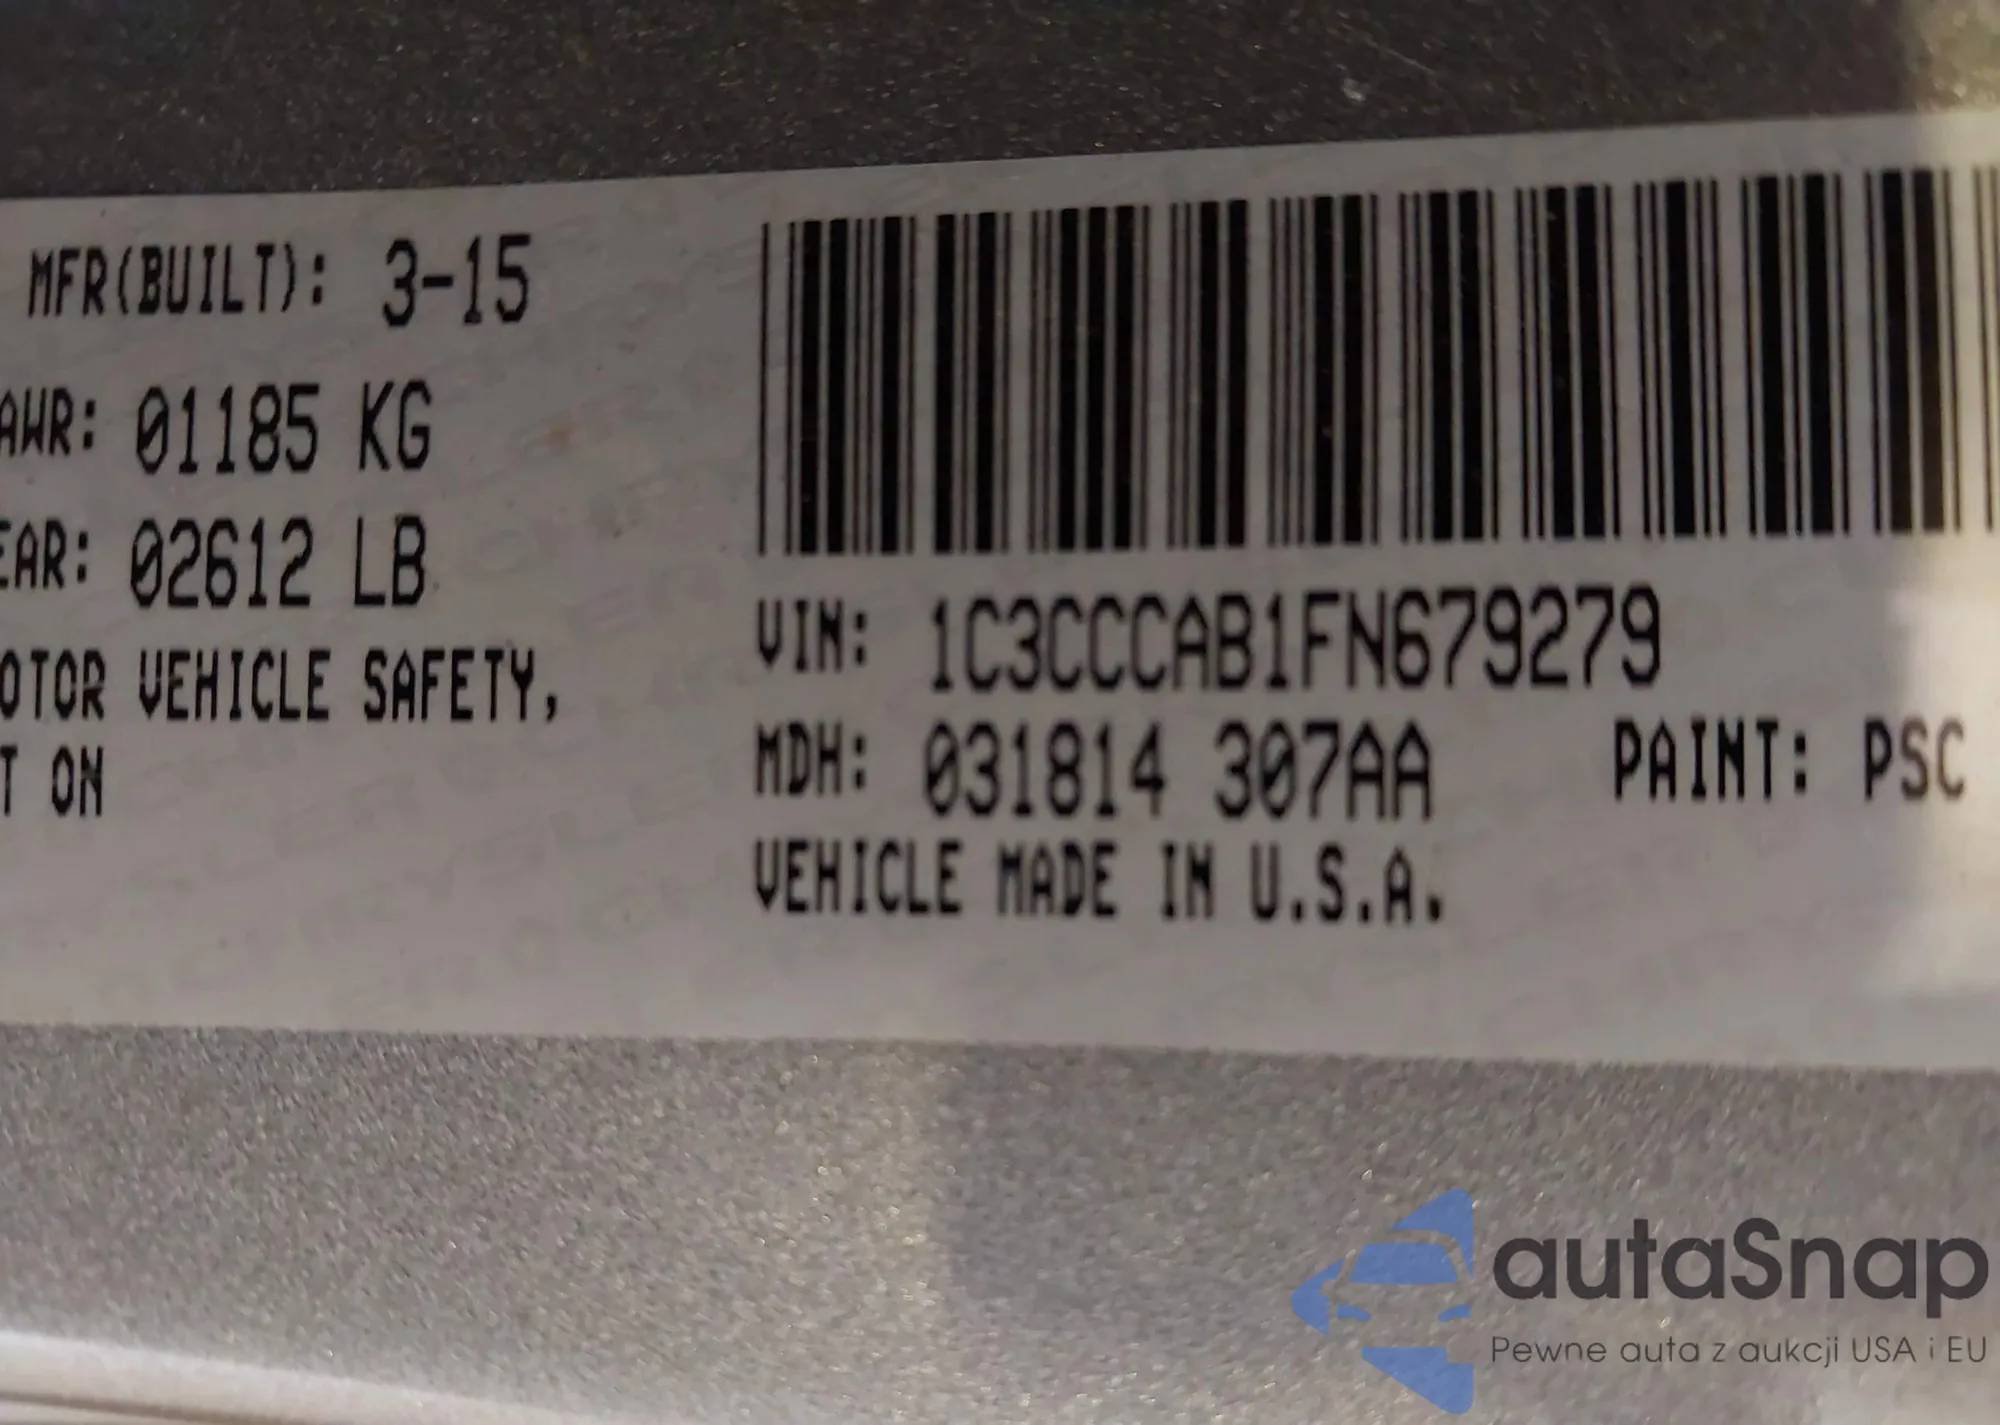 MFR(BUILT): 3-15
AWR: 01185 KG
EAR: 02612 LB
OTOR VEHICLE SAFETY,
T ON
VIN: 1C3CCCAB1FN679279
MDH: 031814 307AA PAINT: PSC
VEHICLE MADE IN U.S.A.
autaSnap
Pewne auta z aukcji USA i EU